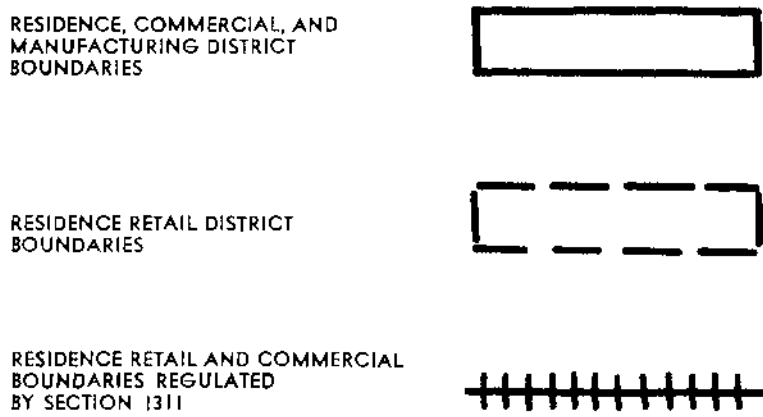 RESIDENCE, COMMERCIAL, AND
MANUFACTURING DISTRICT
BOUNDARIES
RESIDENCE RETAIL DISTRICT
BOUNDARIES
RESIDENCE RETAIL AND COMMERCIAL
BOUNDARIES REGULATED
BY SECTION 1311